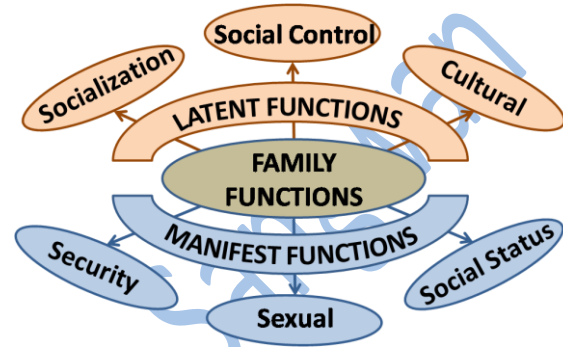 Social Control
Socialization
Cultural
LATENT FUNCTIONS
FAMILY
FUNCTIONS
MANIFEST FUNCTIONS
Security
Social Status
Sexual